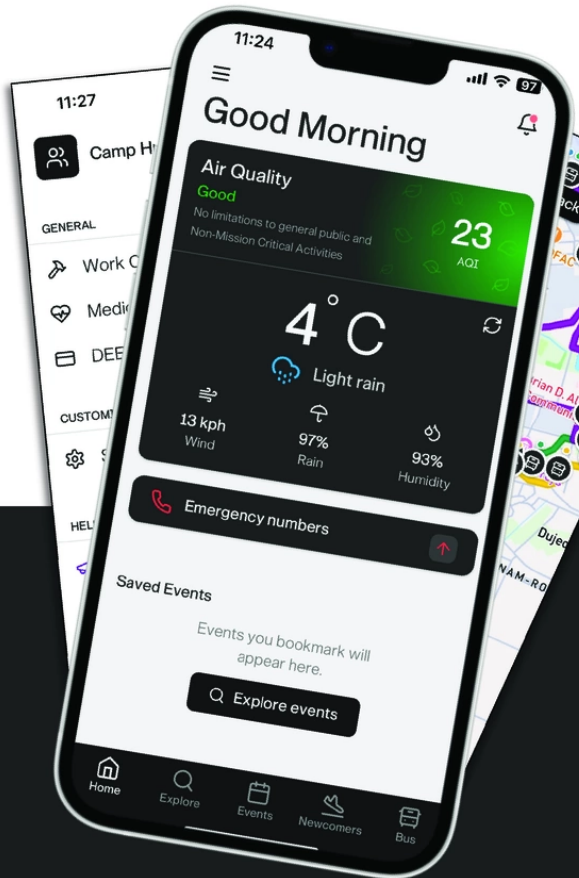 11:24
97
Good Morning
Air Quality
Good
No limitations to general public and
Non-Mission Critical Activities
23
AQI
4°C
Light rain
13 kph
Wind
97%
Rain
93%
Humidity
Emergency numbers
Saved Events
Events you bookmark will
appear here.
Explore events
Home
Explore
Events
Newcomers
Bus
11:27
Camp
GENERAL
Work